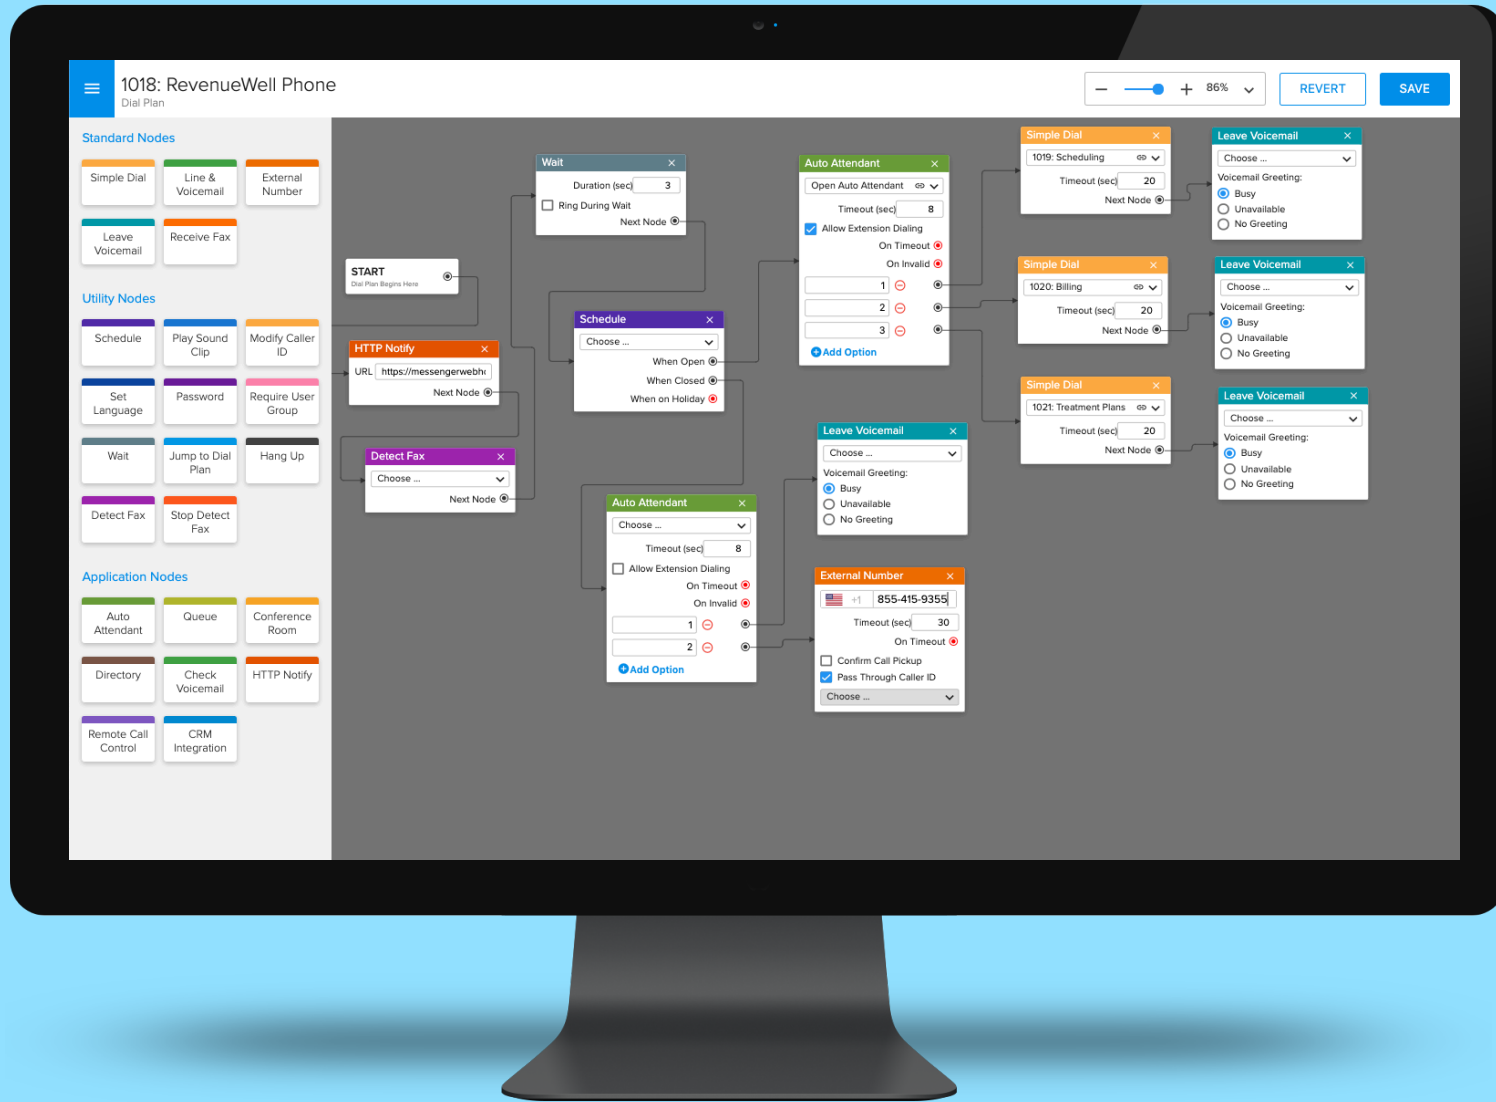 1018: RevenueWell Phone
Dial Plan
86%
REVERT
SAVE
Standard Nodes
Simple Dial
Line &
Voicemail
External
Number
Leave
Voicemail
Receive Fax
Utility Nodes
Schedule
Play Sound
Clip
Modify Caller
ID
Set
Language
Password
Require User
Group
Wait
Jump to Dial
Plan
Hang Up
Detect Fax
Stop Detect
Fax
Application Nodes
Auto
Attendant
Queue
Conference
Room
Directory
Check
Voicemail
HTTP Notify
Remote Call
Control
CRM
Integration
START
Dial Plan Begins Here
HTTP Notify
URL https://messengerwebh
Next Node
Detect Fax
Choose ...
Next Node
Wait
Duration (sec) 3
Ring During Wait
Next Node
Schedule
Choose ...
When Open
When Closed
When on Holiday
Auto Attendant
Choose ...
Timeout (sec) 8
Allow Extension Dialing
On Timeout
On Invalid
1
2
Add Option
Auto Attendant
Open Auto Attendant
Timeout (sec) 8
Allow Extension Dialing
On Timeout
On Invalid
1
2
3
Add Option
Leave Voicemail
Choose ...
Voicemail Greeting:
Busy
Unavailable
No Greeting
External Number
+1 855-415-9355
Timeout (sec) 30
On Timeout
Confirm Call Pickup
Pass Through Caller ID
Choose ...
Simple Dial
1019: Scheduling
Timeout (sec) 20
Next Node
Leave Voicemail
Choose ...
Voicemail Greeting:
Busy
Unavailable
No Greeting
Simple Dial
1020: Billing
Timeout (sec) 20
Next Node
Leave Voicemail
Choose ...
Voicemail Greeting:
Busy
Unavailable
No Greeting
Simple Dial
1021: Treatment Plans
Timeout (sec) 20
Next Node
Leave Voicemail
Choose ...
Voicemail Greeting:
Busy
Unavailable
No Greeting